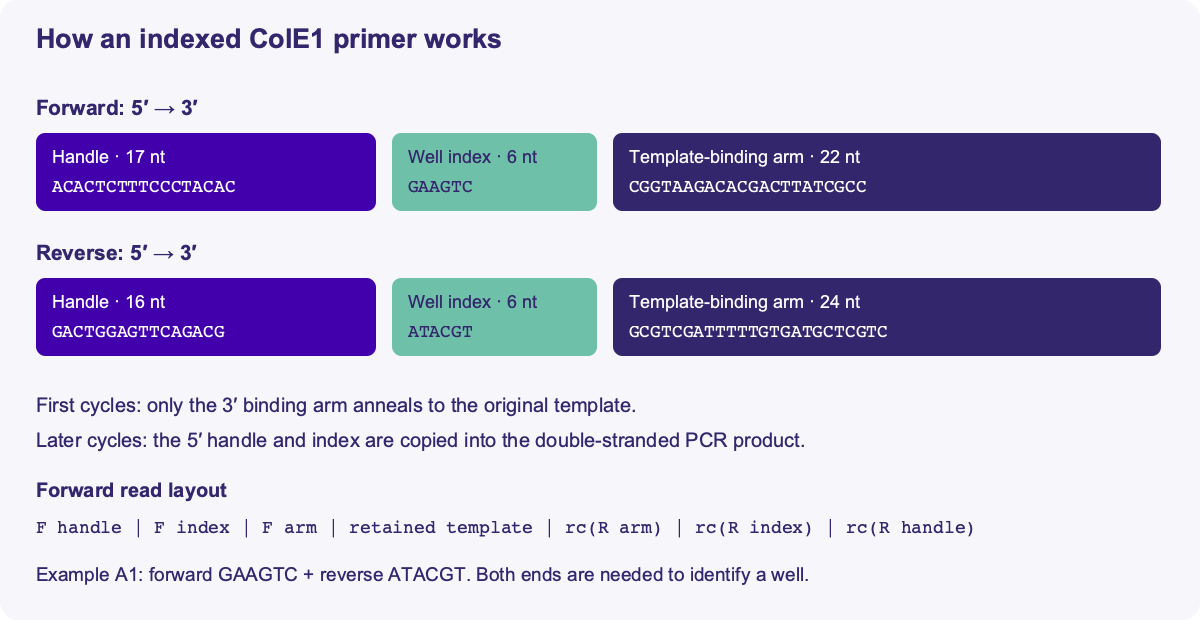 How an indexed ColE1 primer works
Forward: 5′ → 3′
Handle · 17 nt
ACACTCTTTCCCTACAC
Well index · 6 nt
GAAGTC
Template-binding arm · 22 nt
CGGTAAGACACGACTTATCGCC
Reverse: 5′ → 3′
Handle · 16 nt
GACTGGAGTTCAGACG
Well index · 6 nt
ATACGT
Template-binding arm · 24 nt
GCGTCGATTTTTGTGATGCTCGTC
First cycles: only the 3′ binding arm anneals to the original template.
Later cycles: the 5′ handle and index are copied into the double-stranded PCR product.
Forward read layout
F handle | F index | F arm | retained template | rc(R arm) | rc(R index) | rc(R handle)
Example A1: forward GAAGTC + reverse ATACGT. Both ends are needed to identify a well.